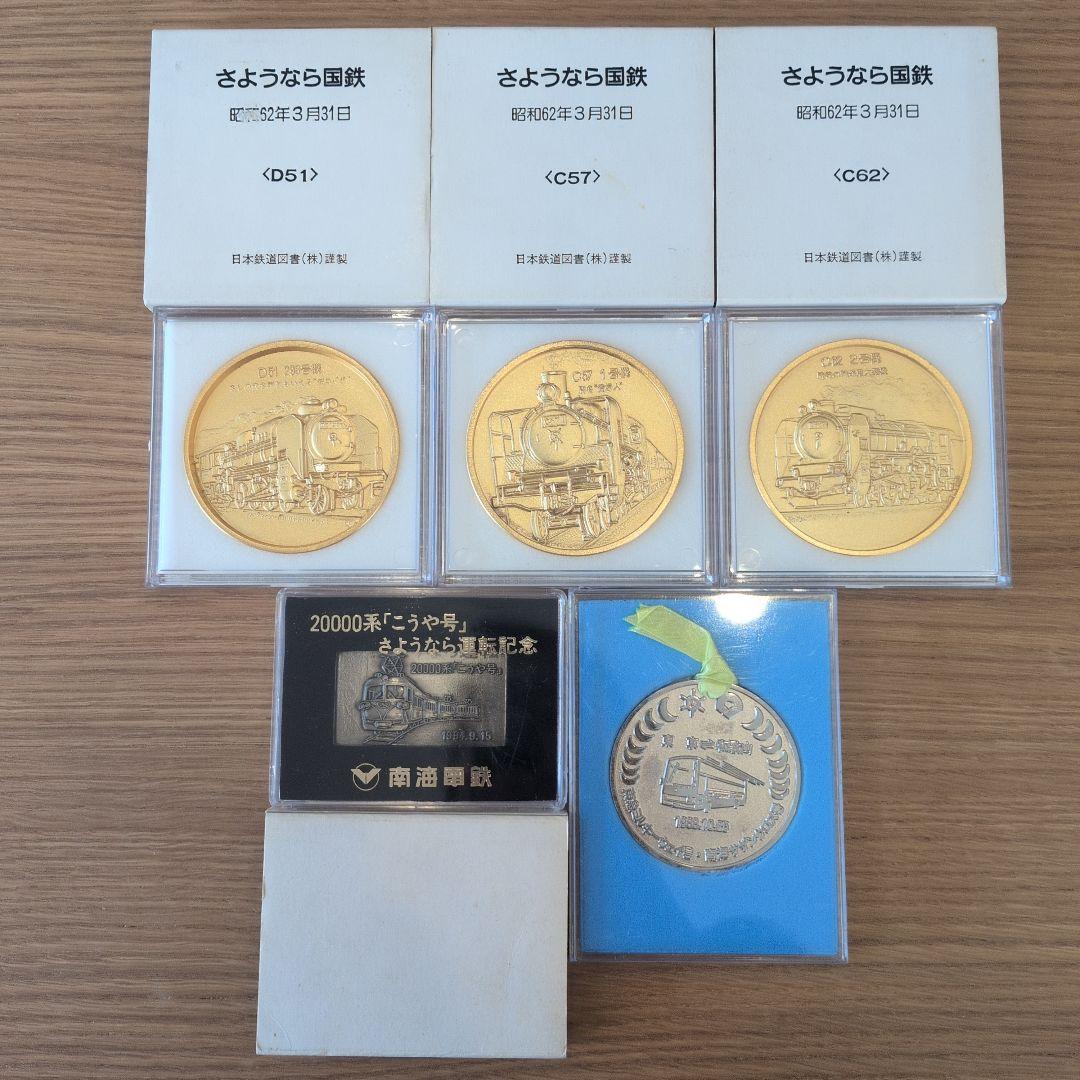 さようなら国鉄
昭和62年3月31日
〈D51〉
日本鉄道図書(株)謹製
さようなら国鉄
昭和62年3月31日
〈C57〉
日本鉄道図書(株)謹製
さようなら国鉄
昭和62年3月31日
〈C62〉
日本鉄道図書(株)謹製
D51
C57 1号機
C62 2号機
20000系「こうや号」
さようなら運転記念
20000系「こうや号」
南海電鉄